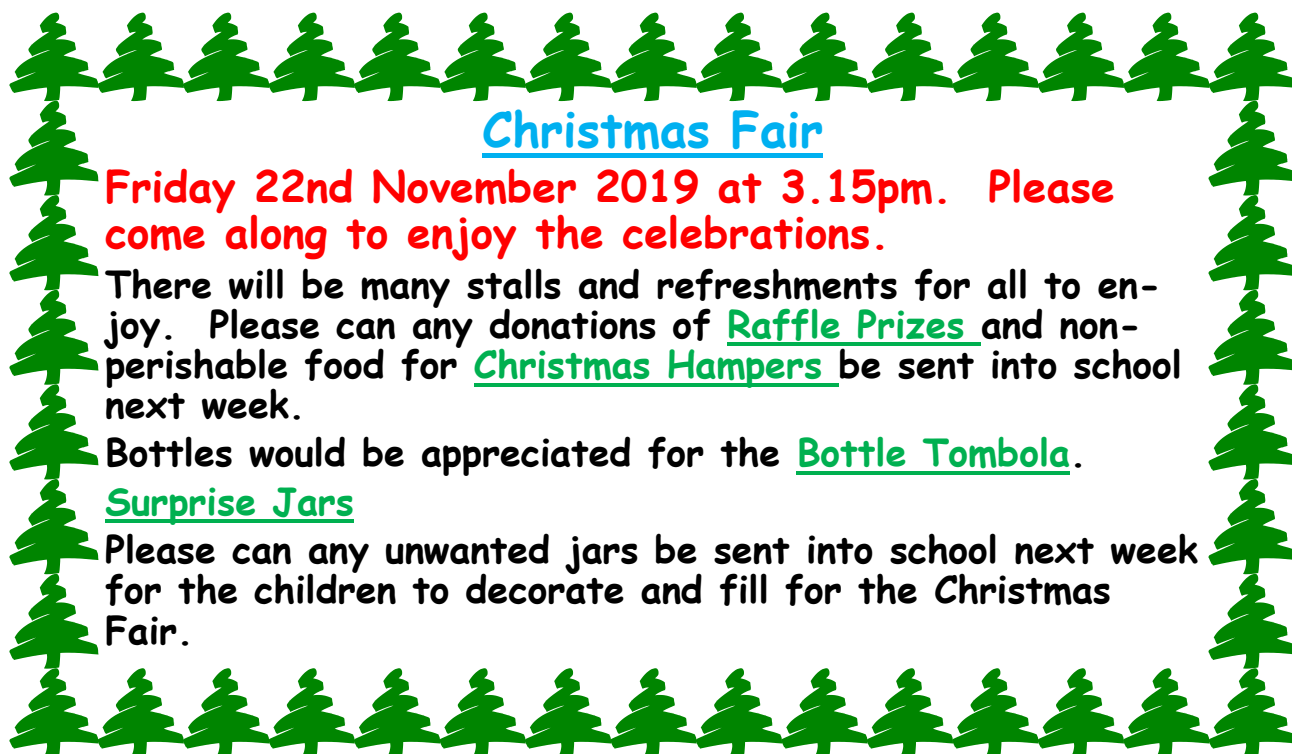 Christmas Fair
Friday 22nd November 2019 at 3.15pm.  Please
come along to enjoy the celebrations.
There will be many stalls and refreshments for all to en-
joy.  Please can any donations of Raffle Prizes and non-
perishable food for Christmas Hampers be sent into school
next week.
Bottles would be appreciated for the Bottle Tombola.
Surprise Jars
Please can any unwanted jars be sent into school next week
for the children to decorate and fill for the Christmas
Fair.